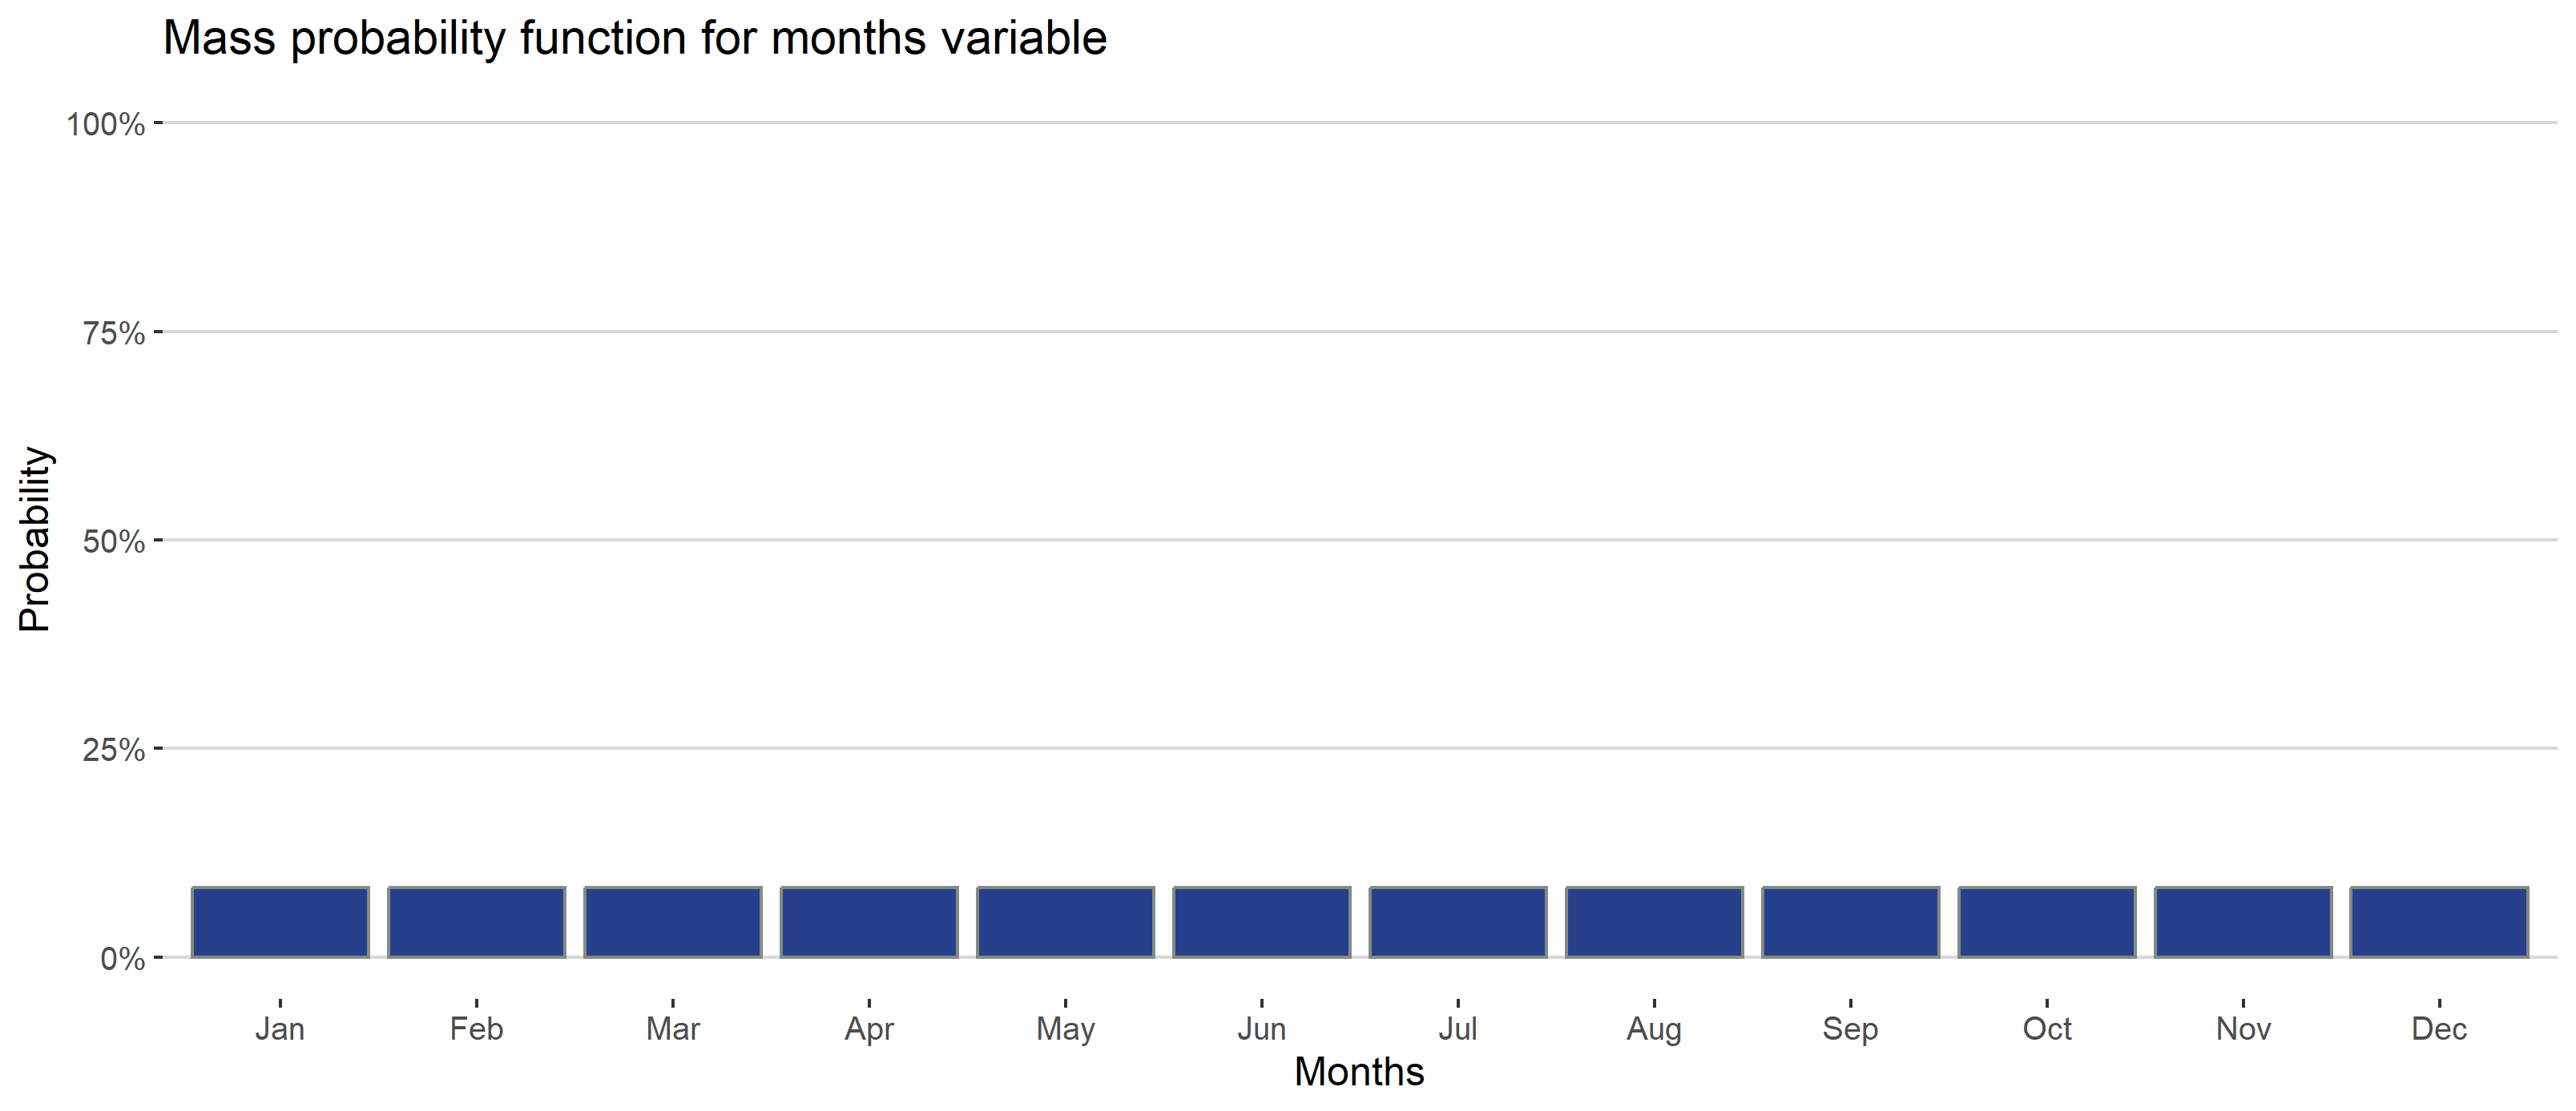 Mass probability function for months variable
100%
75%
50%
25%
0%
Probability
Jan Feb Mar Apr May Jun Jul Aug Sep Oct Nov Dec
Months